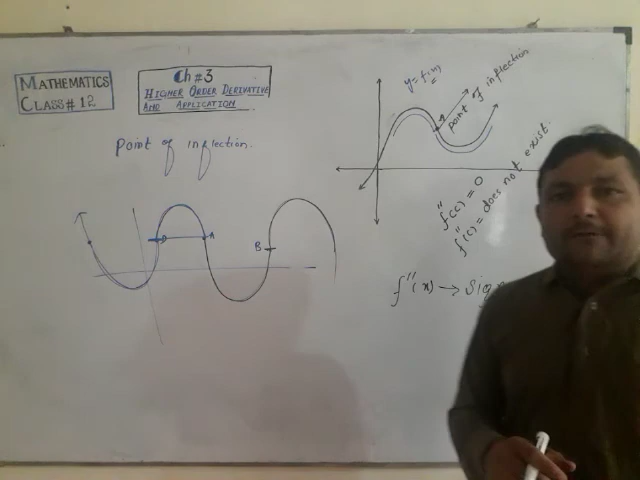 MATHEMATICS
CLASS # 12
Ch # 3
HIGHER ORDER DERIVATIVE
AND APPLICATION
Point of inflection.
A
B
y = f(x)
point of inflection
f''(c) = 0
f''(c) = does not exist.
f''(x) → Sign